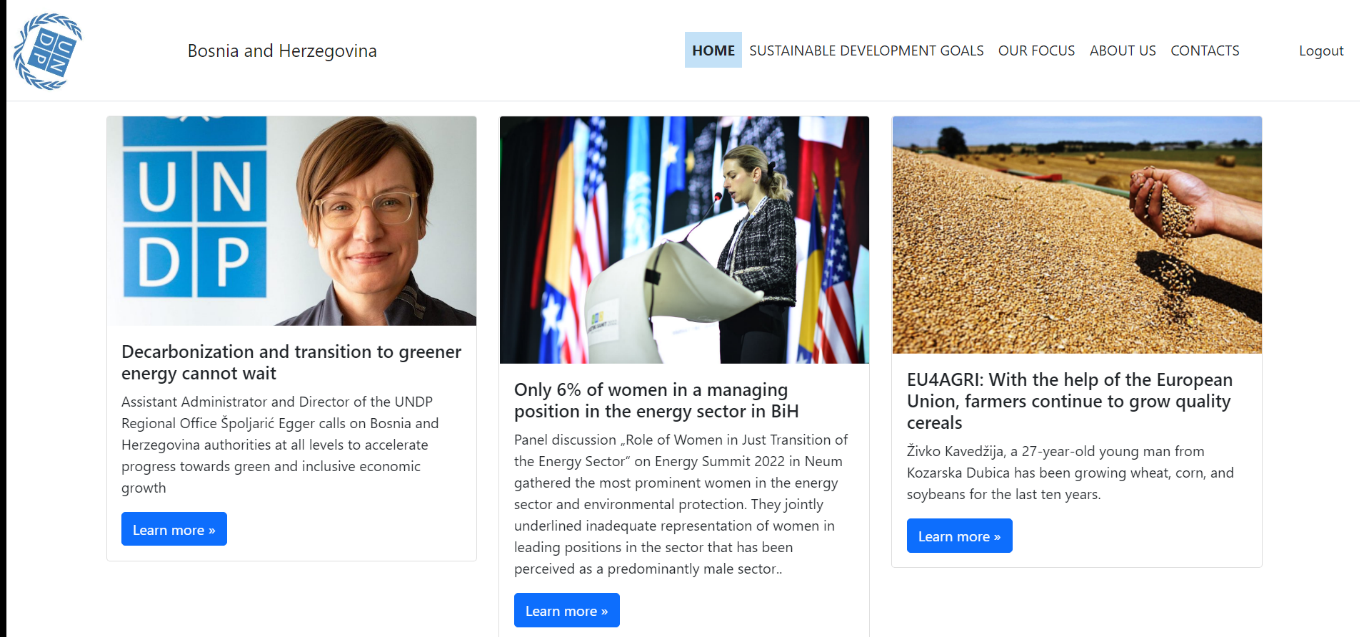 UN
DP
Bosnia and Herzegovina
HOME SUSTAINABLE DEVELOPMENT GOALS OUR FOCUS ABOUT US CONTACTS Logout
U N
D P
Decarbonization and transition to greener
energy cannot wait
Assistant Administrator and Director of the UNDP
Regional Office Špoljarić Egger calls on Bosnia and
Herzegovina authorities at all levels to accelerate
progress towards green and inclusive economic
growth
Learn more »
Only 6% of women in a managing
position in the energy sector in BiH
Panel discussion „Role of Women in Just Transition of
the Energy Sector“ on Energy Summit 2022 in Neum
gathered the most prominent women in the energy
sector and environmental protection. They jointly
underlined inadequate representation of women in
leading positions in the sector that has been
perceived as a predominantly male sector..
Learn more »
EU4AGRI: With the help of the European
Union, farmers continue to grow quality
cereals
Živko Kavedžija, a 27-year-old young man from
Kozarska Dubica has been growing wheat, corn, and
soybeans for the last ten years.
Learn more »